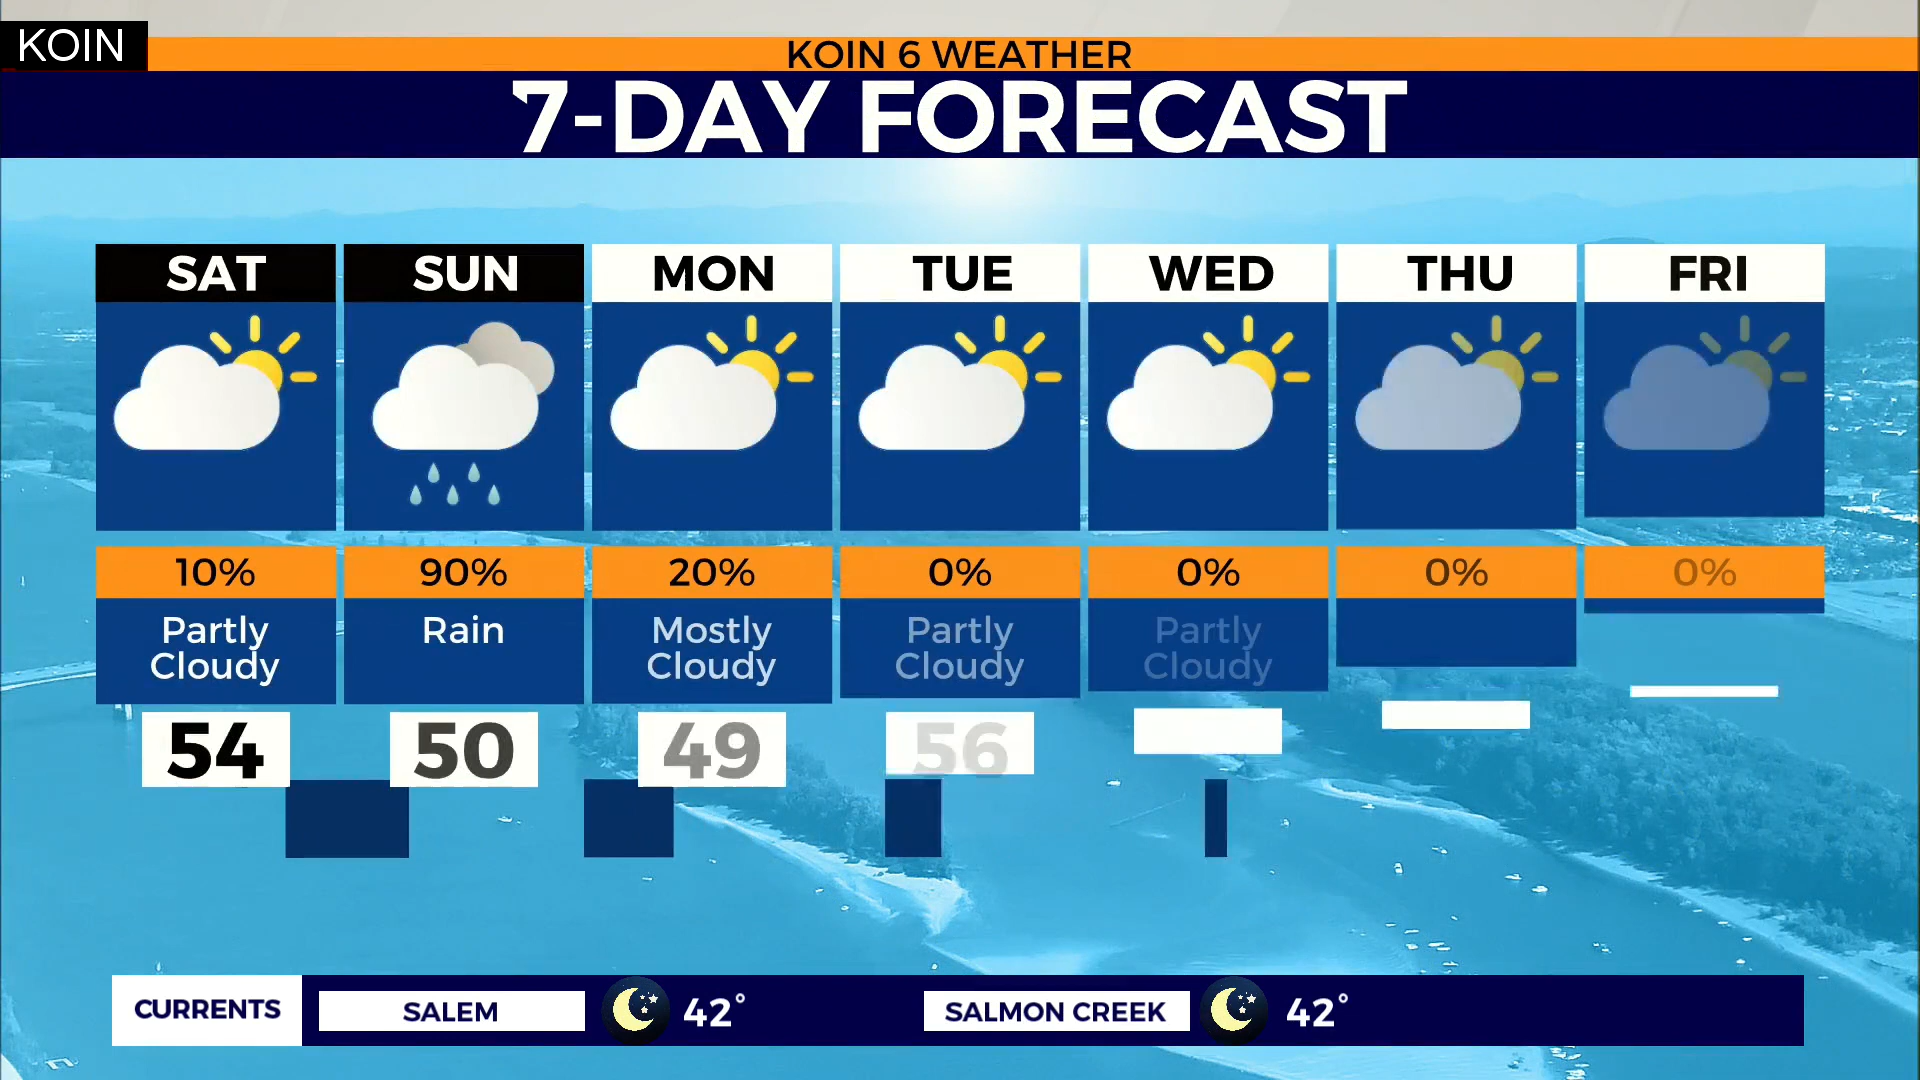 KOIN
KOIN 6 WEATHER
7-DAY FORECAST
SAT SUN MON TUE WED THU FRI
10% 90% 20% 0% 0% 0% 0%
Partly Rain Mostly Partly Partly
Cloudy Cloudy Cloudy Cloudy
54 50 49 56
CURRENTS SALEM 42° SALMON CREEK 42°